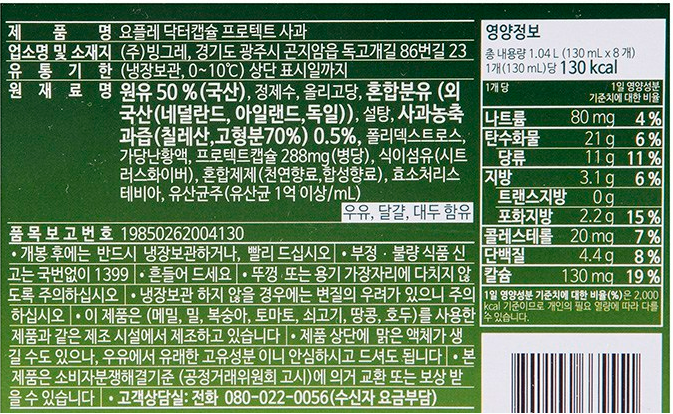 제 품 명 요플레 닥터캡슐 프로텍트 사과
업소명 및 소재지 (주)빙그레, 경기도 광주시 곤지암읍 독고개길 86번길 23
유 통 기 한 (냉장보관, 0~10℃) 상단 표시일까지
원 재 료 명 원유 50 % (국산), 정제수, 올리고당, 혼합분유 (외
국산(네덜란드, 아일랜드,독일)), 설탕, 사과농축
과즙(칠레산,고형분70%) 0.5%, 폴리덱스트로스,
가당난황액, 프로텍트캡슐 288mg(병당), 식이섬유(시트
러스화이버), 혼합제제(천연향료,합성향료), 효소처리스
테비아, 유산균주(유산균 1억 이상/mL)
우유, 달걀, 대두 함유
품목보고번호 19850262004130
• 개봉 후에는 반드시 냉장보관하거나, 빨리 드십시오 • 부정 · 불량 식품 신
고는 국번없이 1399 • 흔들어 드세요 • 뚜껑 또는 용기 가장자리에 다치지 않
도록 주의하십시오 • 냉장보관 하지 않을 경우에는 변질의 우려가 있으니 주의
하십시오 • 이 제품은 (메밀, 밀, 복숭아, 토마토, 쇠고기, 땅콩, 호두)를 사용한
제품과 같은 제조 시설에서 제조하고 있습니다 • 제품 상단에 맑은 액체가 생
길 수도 있으나, 우유에서 유래한 고유성분 이니 안심하시고 드셔도 됩니다 • 본
제품은 소비자분쟁해결기준 (공정거래위원회 고시)에 의거 교환 또는 보상 받
을 수 있습니다 • 고객상담실: 전화 080-022-0056(수신자 요금부담)
영양정보
총 내용량 1.04 L (130 mL x 8개)
1개(130 mL)당 130 kcal
1개 당 1일 영양성분
기준치에 대한 비율
나트륨 80 mg 4 %
탄수화물 21 g 6 %
당류 11 g 11 %
지방 3.1 g 6 %
트랜스지방 0 g
포화지방 2.2 g 15 %
콜레스테롤 20 mg 7 %
단백질 4.4 g 8 %
칼슘 130 mg 19 %
1일 영양성분 기준치에 대한 비율(%)은 2,000
kcal 기준이므로 개인의 필요 열량에 따라 다를
수 있습니다.